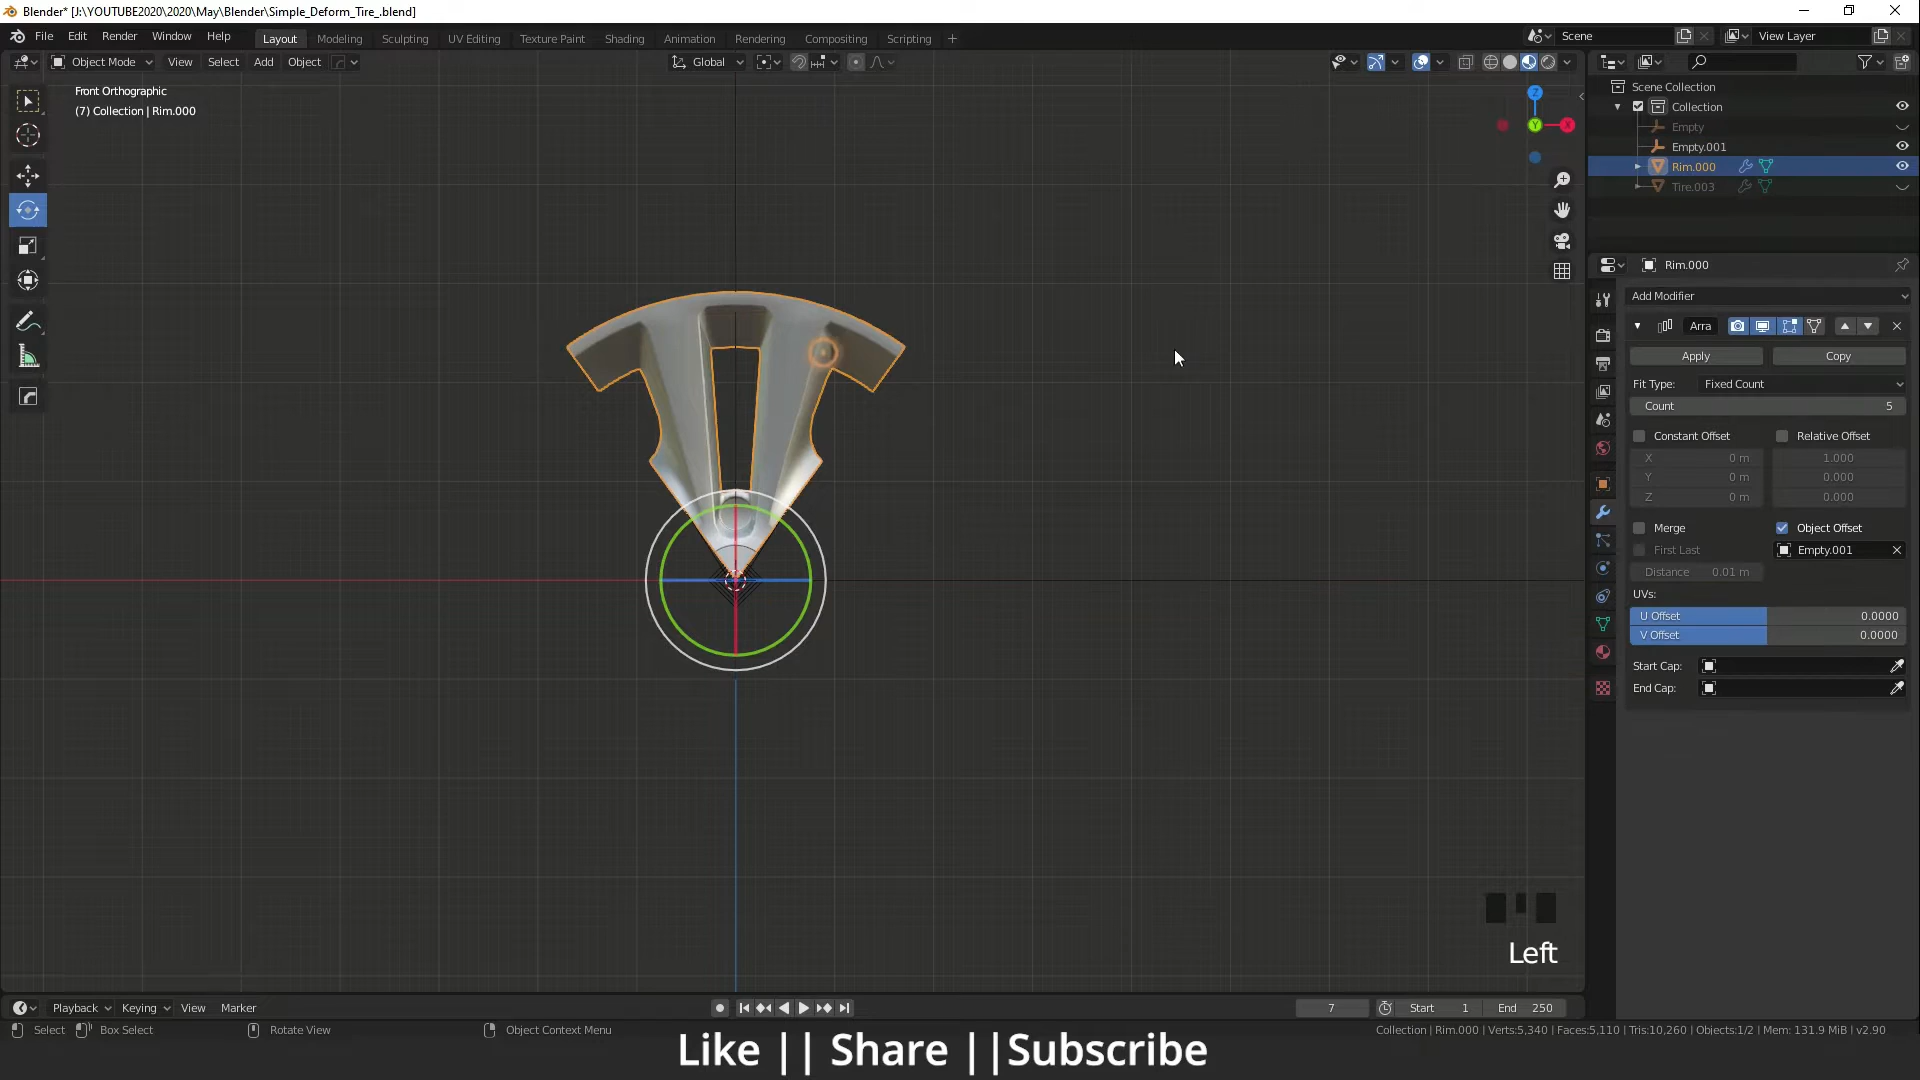 Blender* [J:\YOUTUBE2020\2020\May\Blender\Simple_Deform_Tire_.blend]
File Edit Render Window Help Layout Modeling Sculpting UV Editing Texture Paint Shading Animation Rendering Compositing Scripting Scene View Layer
Object Mode View Select Add Object Global
Front Orthographic
(7) Collection | Rim.000
Z
Y X
Scene Collection
Collection
Empty
Empty.001
Rim.000
Tire.003
Rim.000
Add Modifier
Arra
Apply Copy
Fit Type: Fixed Count
Count 5
Constant Offset Relative Offset
X 0 m 1.000
Y 0 m 0.000
Z 0 m 0.000
Merge Object Offset
First Last Empty.001
Distance 0.01 m
UVs:
U Offset 0.0000
V Offset 0.0000
Start Cap:
End Cap:
Left
Playback Keying View Marker 7 Start 1 End 250
Select Box Select Rotate View Object Context Menu Collection | Rim.000 | Verts:5,340 | Faces:5,110 | Tris:10,260 | Objects:1/2 | Mem: 131.9 MiB | v2.90
Like || Share ||Subscribe